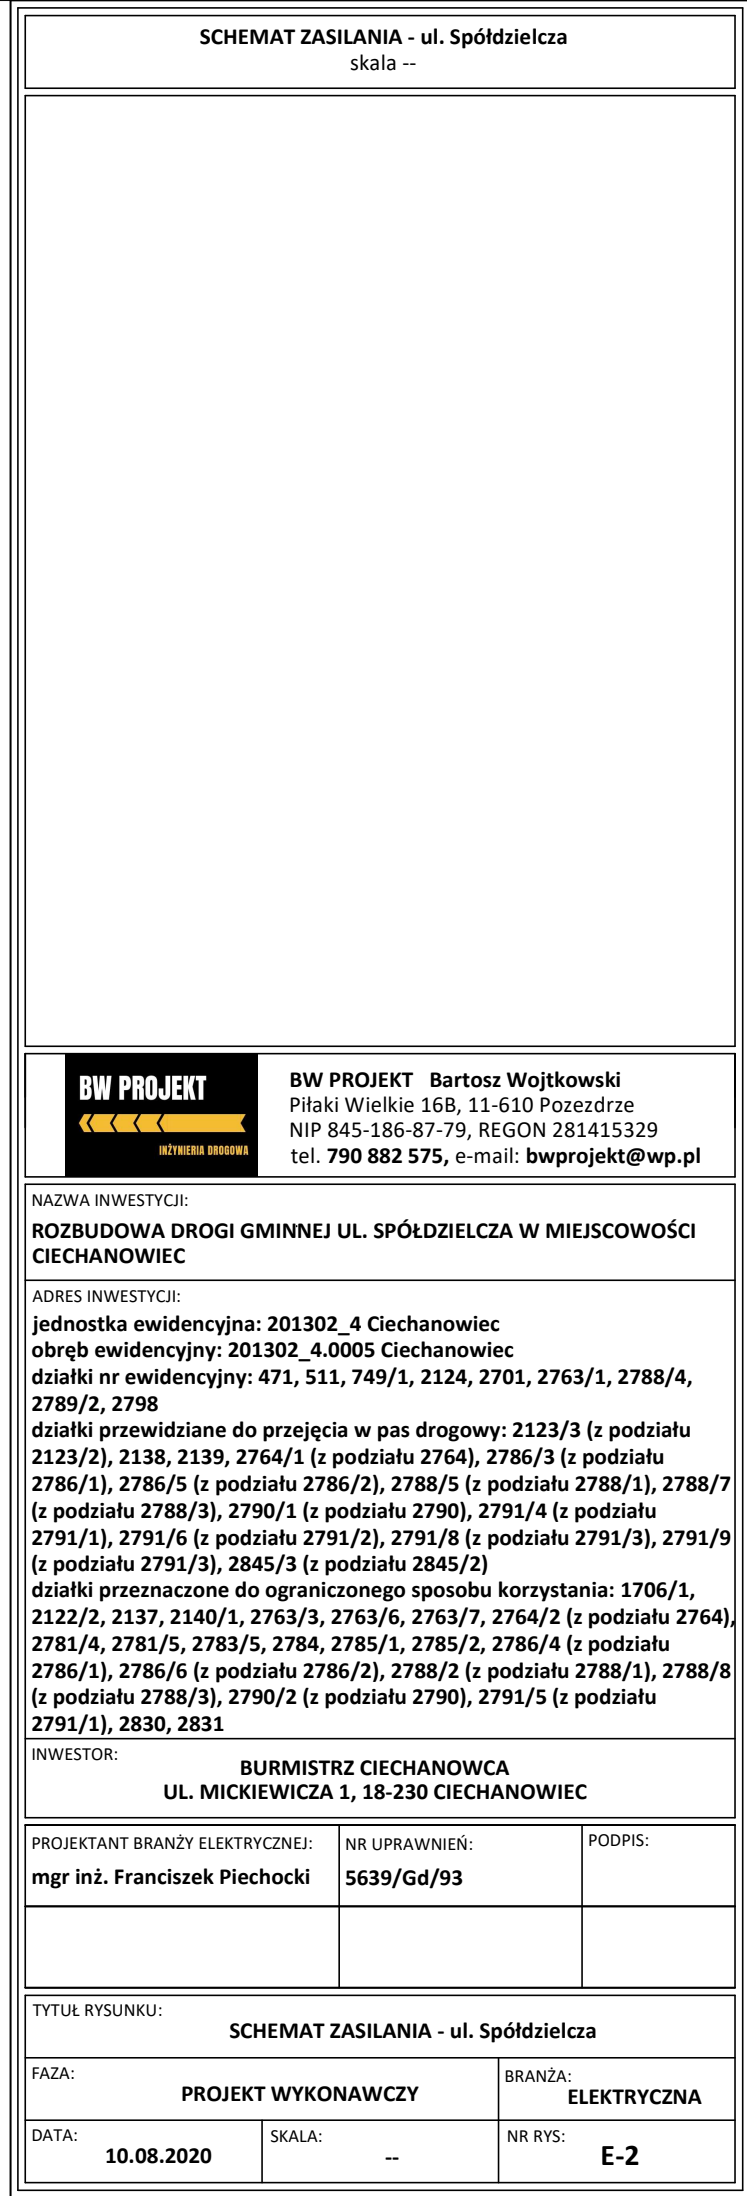 SCHEMAT ZASILANIA - ul. Spółdzielcza
skala --
BW PROJEKT
INŻYNIERIA DROGOWA
BW PROJEKT Bartosz Wojtkowski
Piłaki Wielkie 16B, 11-610 Pozezdrze
NIP 845-186-87-79, REGON 281415329
tel. 790 882 575, e-mail: bwprojekt@wp.pl
NAZWA INWESTYCJI:
ROZBUDOWA DROGI GMINNEJ UL. SPÓŁDZIELCZA W MIEJSCOWOŚCI
CIECHANOWIEC
ADRES INWESTYCJI:
jednostka ewidencyjna: 201302_4 Ciechanowiec
obręb ewidencyjny: 201302_4.0005 Ciechanowiec
działki nr ewidencyjny: 471, 511, 749/1, 2124, 2701, 2763/1, 2788/4,
2789/2, 2798
działki przewidziane do przejęcia w pas drogowy: 2123/3 (z podziału
2123/2), 2138, 2139, 2764/1 (z podziału 2764), 2786/3 (z podziału
2786/1), 2786/5 (z podziału 2786/2), 2788/5 (z podziału 2788/1), 2788/7
(z podziału 2788/3), 2790/1 (z podziału 2790), 2791/4 (z podziału
2791/1), 2791/6 (z podziału 2791/2), 2791/8 (z podziału 2791/3), 2791/9
(z podziału 2791/3), 2845/3 (z podziału 2845/2)
działki przeznaczone do ograniczonego sposobu korzystania: 1706/1,
2122/2, 2137, 2140/1, 2763/3, 2763/6, 2763/7, 2764/2 (z podziału 2764),
2781/4, 2781/5, 2783/5, 2784, 2785/1, 2785/2, 2786/4 (z podziału
2786/1), 2786/6 (z podziału 2786/2), 2788/2 (z podziału 2788/1), 2788/8
(z podziału 2788/3), 2790/2 (z podziału 2790), 2791/5 (z podziału
2791/1), 2830, 2831
INWESTOR:
BURMISTRZ CIECHANOWCA
UL. MICKIEWICZA 1, 18-230 CIECHANOWIEC
PROJEKTANT BRANŻY ELEKTRYCZNEJ: NR UPRAWNIEŃ: PODPIS:
mgr inż. Franciszek Piechocki 5639/Gd/93
TYTUŁ RYSUNKU:
SCHEMAT ZASILANIA - ul. Spółdzielcza
FAZA: BRANŻA:
PROJEKT WYKONAWCZY ELEKTRYCZNA
DATA: SKALA: NR RYS:
10.08.2020 -- E-2